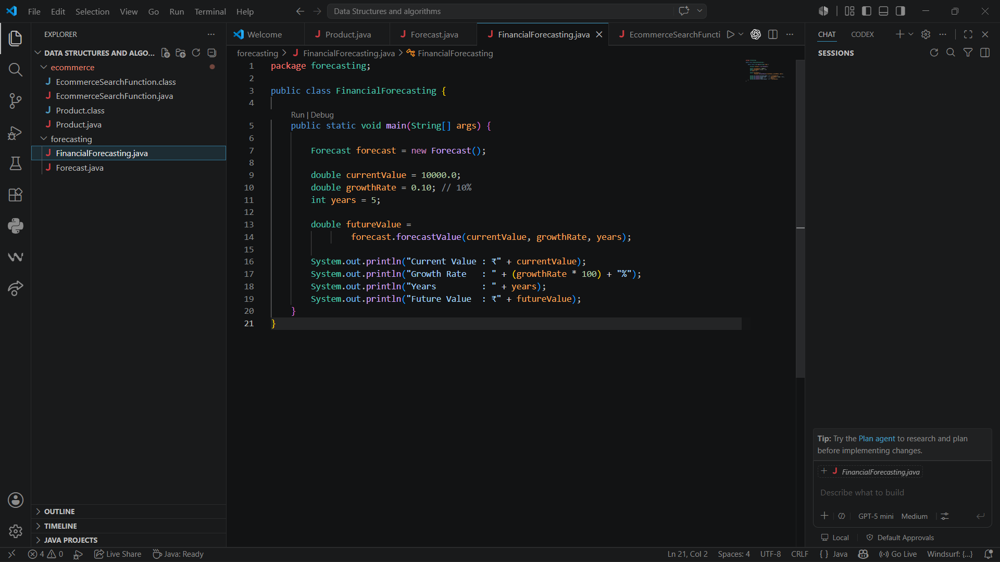 File Edit Selection View Go Run Terminal Help
Data Structures and algorithms
EXPLORER
DATA STRUCTURES AND ALGO...
ecommerce
EcommerceSearchFunction.class
EcommerceSearchFunction.java
Product.class
Product.java
forecasting
FinancialForecasting.java
Forecast.java
OUTLINE
TIMELINE
JAVA PROJECTS
Welcome Product.java Forecast.java FinancialForecasting.java EcommerceSearchFuncti
forecasting > FinancialForecasting.java > FinancialForecasting
1 package forecasting;
2
3 public class FinancialForecasting {
4
Run | Debug
5 public static void main(String[] args) {
6
7 Forecast forecast = new Forecast();
8
9 double currentValue = 10000.0;
10 double growthRate = 0.10; // 10%
11 int years = 5;
12
13 double futureValue =
14 forecast.forecastValue(currentValue, growthRate, years);
15
16 System.out.println("Current Value : ₹" + currentValue);
17 System.out.println("Growth Rate   : " + (growthRate * 100) + "%");
18 System.out.println("Years         : " + years);
19 System.out.println("Future Value  : ₹" + futureValue);
20 }
21 }
CHAT CODEX
SESSIONS
Tip: Try the Plan agent to research and plan
before implementing changes.
FinancialForecasting.java
Describe what to build
GPT-5 mini Medium
Local Default Approvals
4 0 Live Share Java: Ready
Ln 21, Col 2 Spaces: 4 UTF-8 CRLF { } Java Go Live Windsurf: {...}